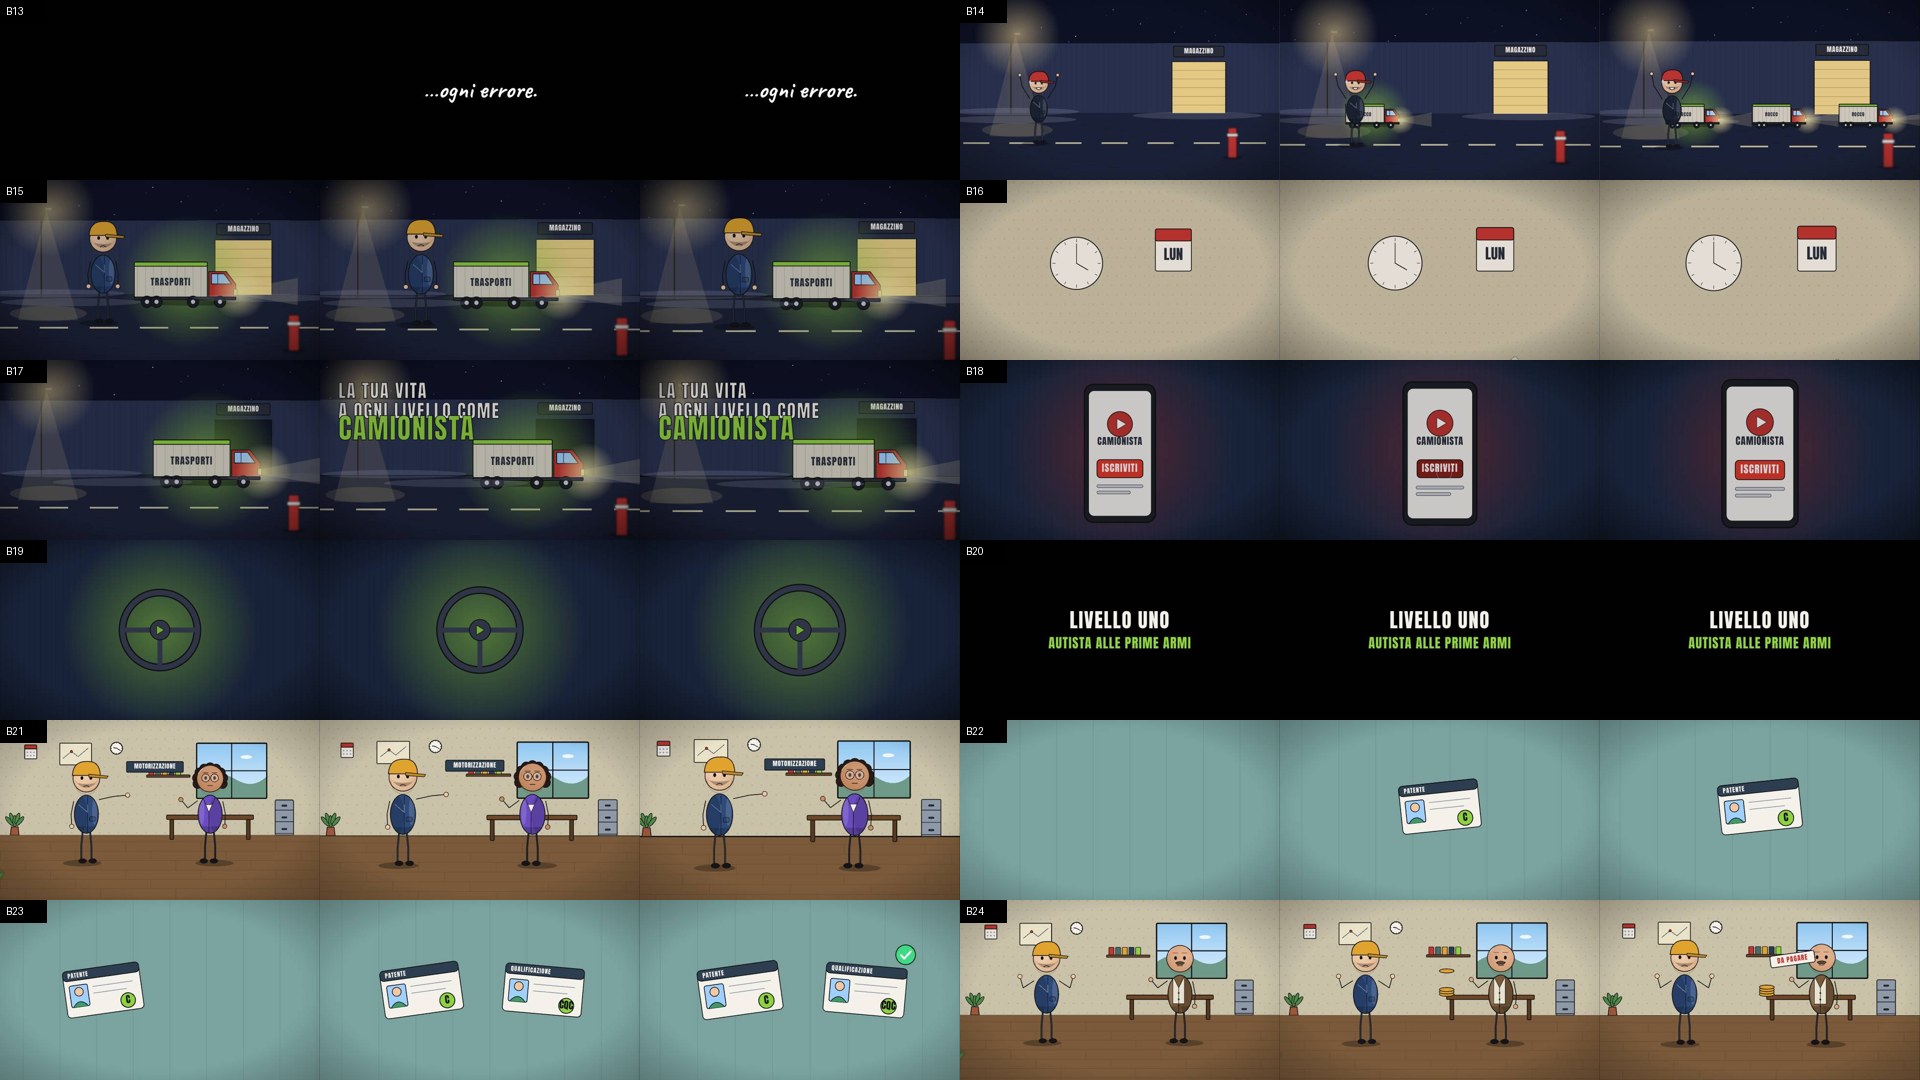 B13
...ogni errore.
...ogni errore.
B14
MAGAZZINO
MAGAZZINO
MAGAZZINO
ROCCO
ROCCO
B15
MAGAZZINO
TRASPORTI
MAGAZZINO
TRASPORTI
MAGAZZINO
TRASPORTI
B16
LUN
LUN
LUN
B17
MAGAZZINO
TRASPORTI
LA TUA VITA
A OGNI LIVELLO COME
CAMIONISTA
MAGAZZINO
TRASPORTI
LA TUA VITA
A OGNI LIVELLO COME
CAMIONISTA
MAGAZZINO
TRASPORTI
B18
CAMIONISTA
ISCRIVITI
CAMIONISTA
ISCRIVITI
CAMIONISTA
ISCRIVITI
B19
B20
LIVELLO UNO
AUTISTA ALLE PRIME ARMI
LIVELLO UNO
AUTISTA ALLE PRIME ARMI
LIVELLO UNO
AUTISTA ALLE PRIME ARMI
B21
MOTORIZZAZIONE
MOTORIZZAZIONE
MOTORIZZAZIONE
B22
PATENTE
C
PATENTE
C
B23
PATENTE
C
PATENTE
C
QUALIFICAZIONE
CQC
PATENTE
C
QUALIFICAZIONE
CQC
B24
DA PAGARE